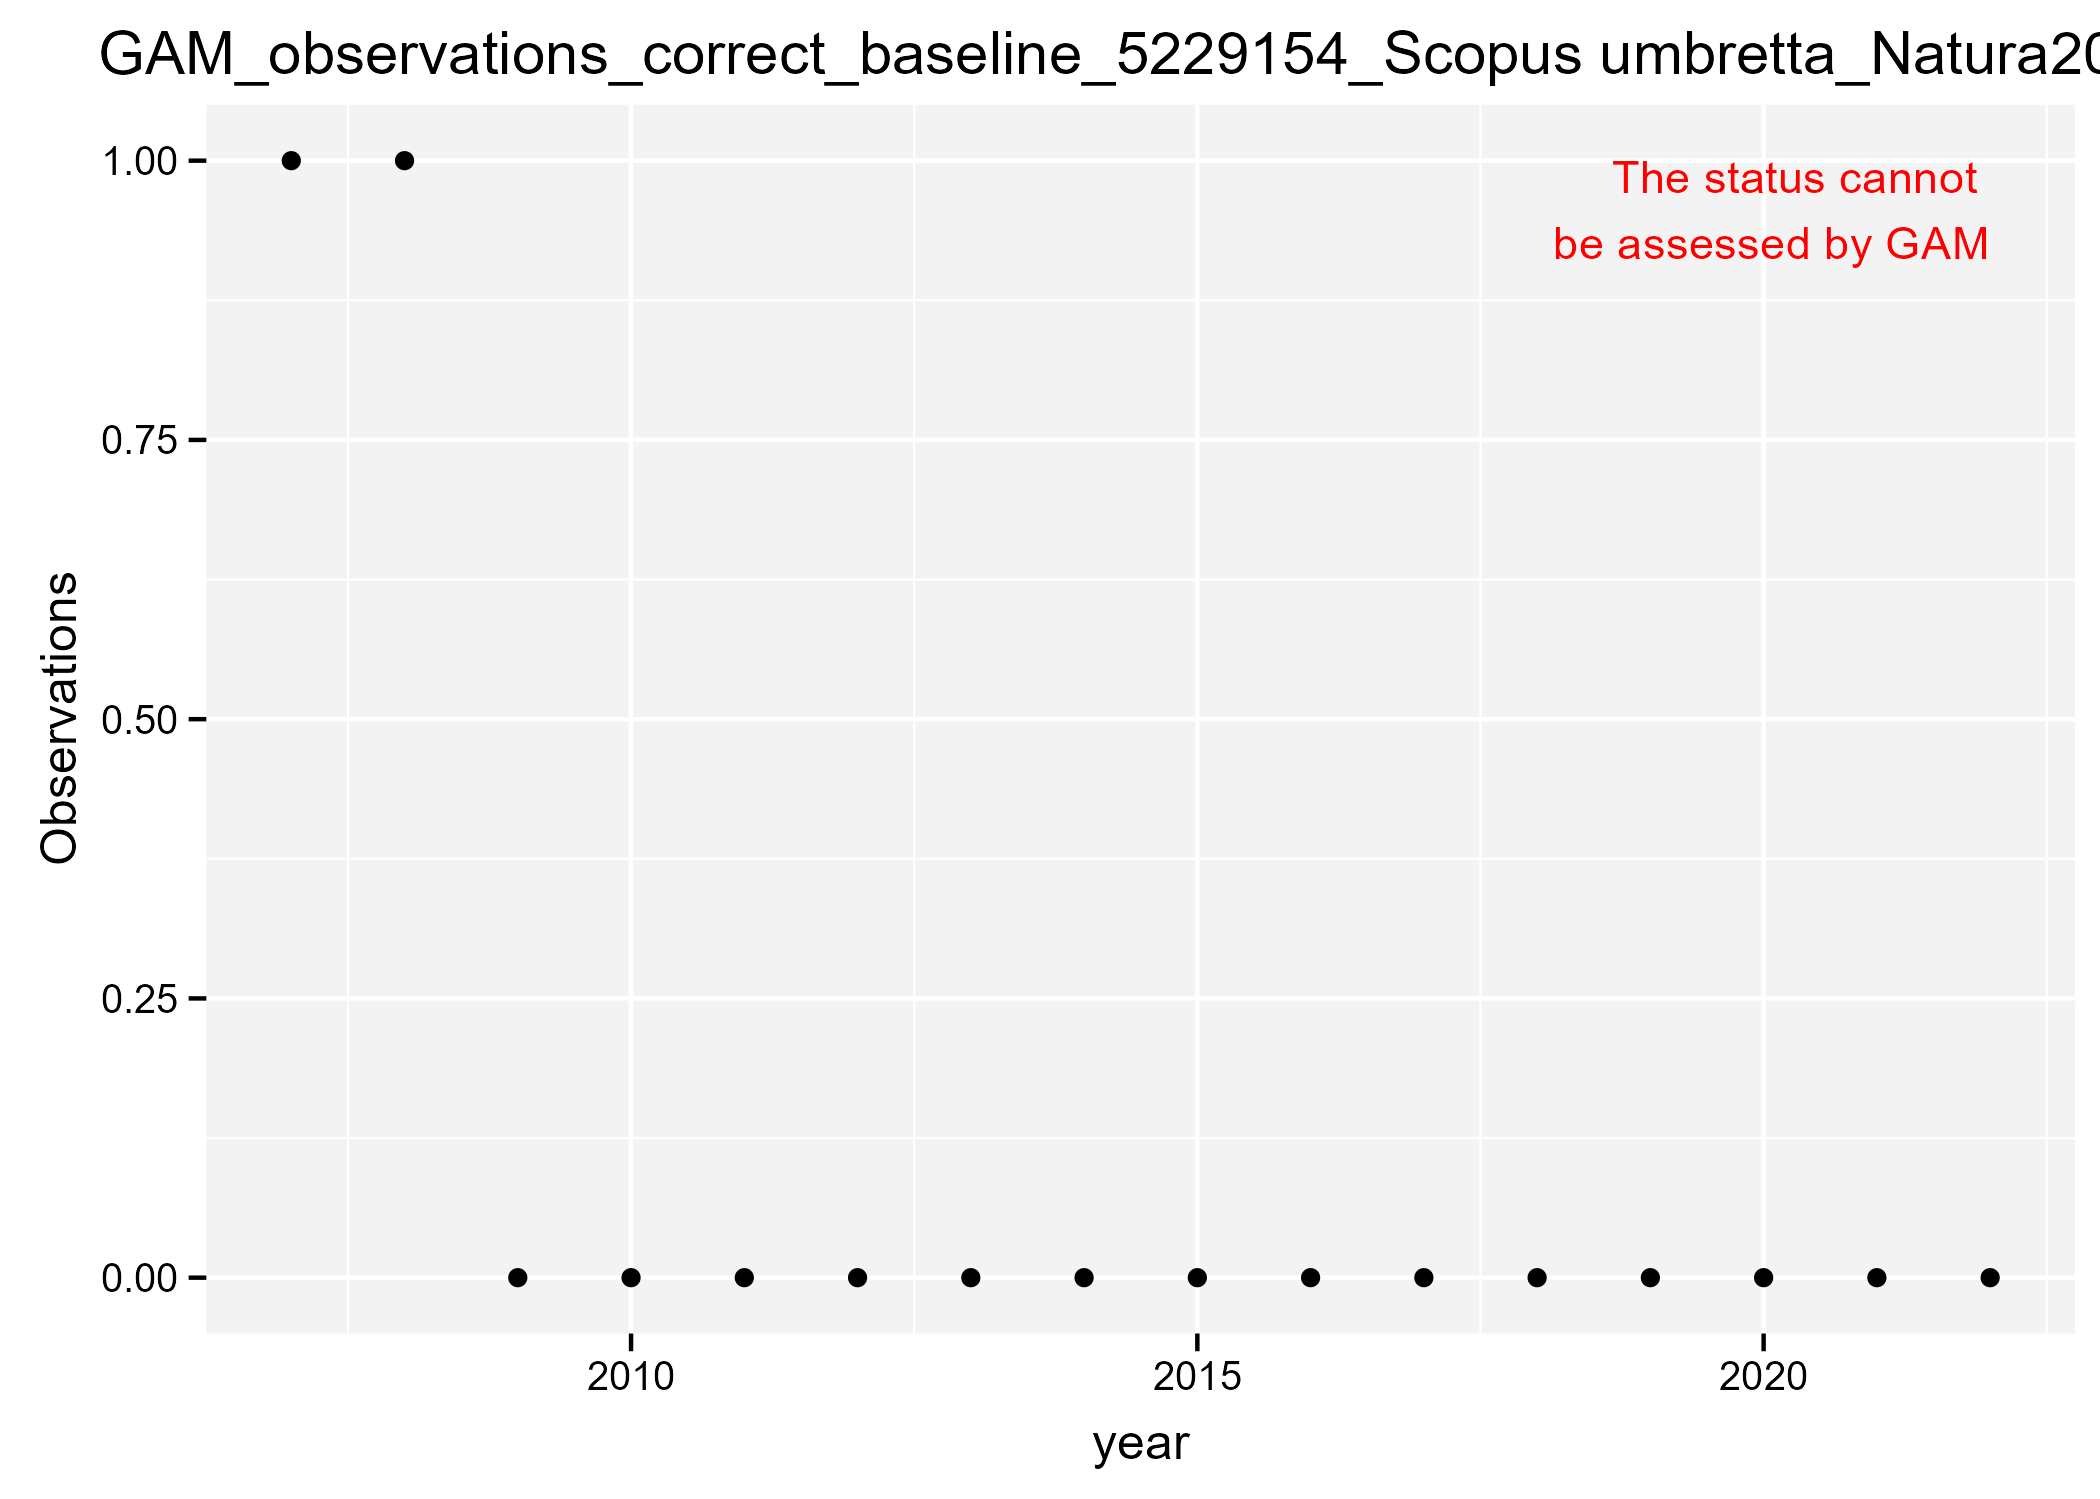 GAM_observations_correct_baseline_5229154_Scopus umbretta_Natura20
The status cannot
be assessed by GAM
1.00
0.75
0.50
0.25
0.00
Observations
2010
2015
2020
year